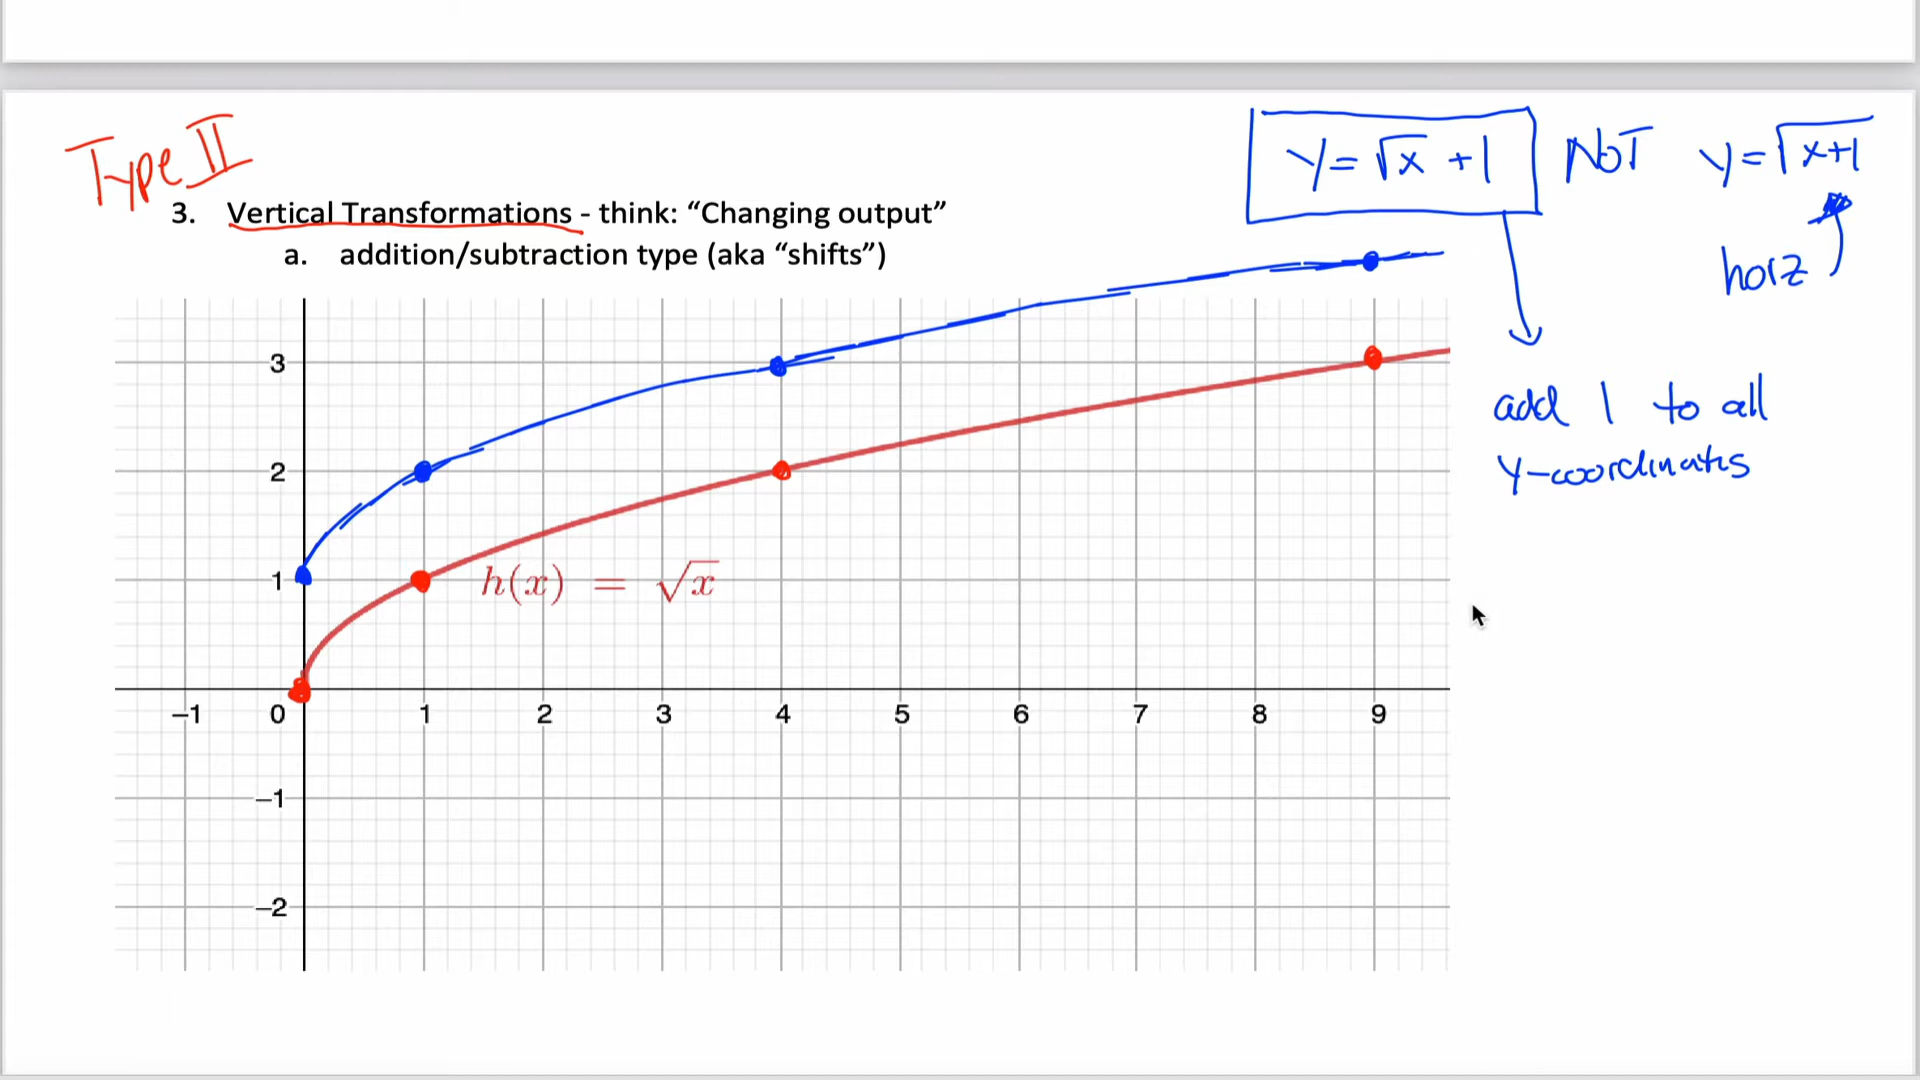 Type II
y = √x + 1 NOT y = √x+1
3. Vertical Transformations - think: “Changing output”
a. addition/subtraction type (aka “shifts”)
horz
add 1 to all
y-coordinates
3
2
1
h(x) = √x
−1 0 1 2 3 4 5 6 7 8 9
−1
−2